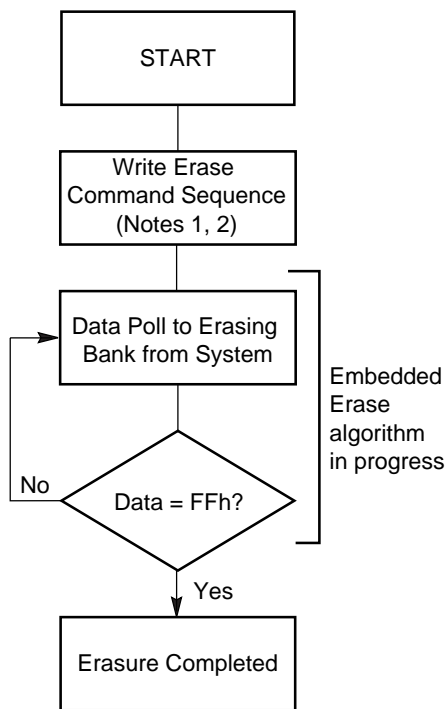 START
Write Erase
Command Sequence
(Notes 1, 2)
Data Poll to Erasing
Bank from System
Embedded
Erase
algorithm
in progress
No
Data = FFh?
Yes
Erasure Completed